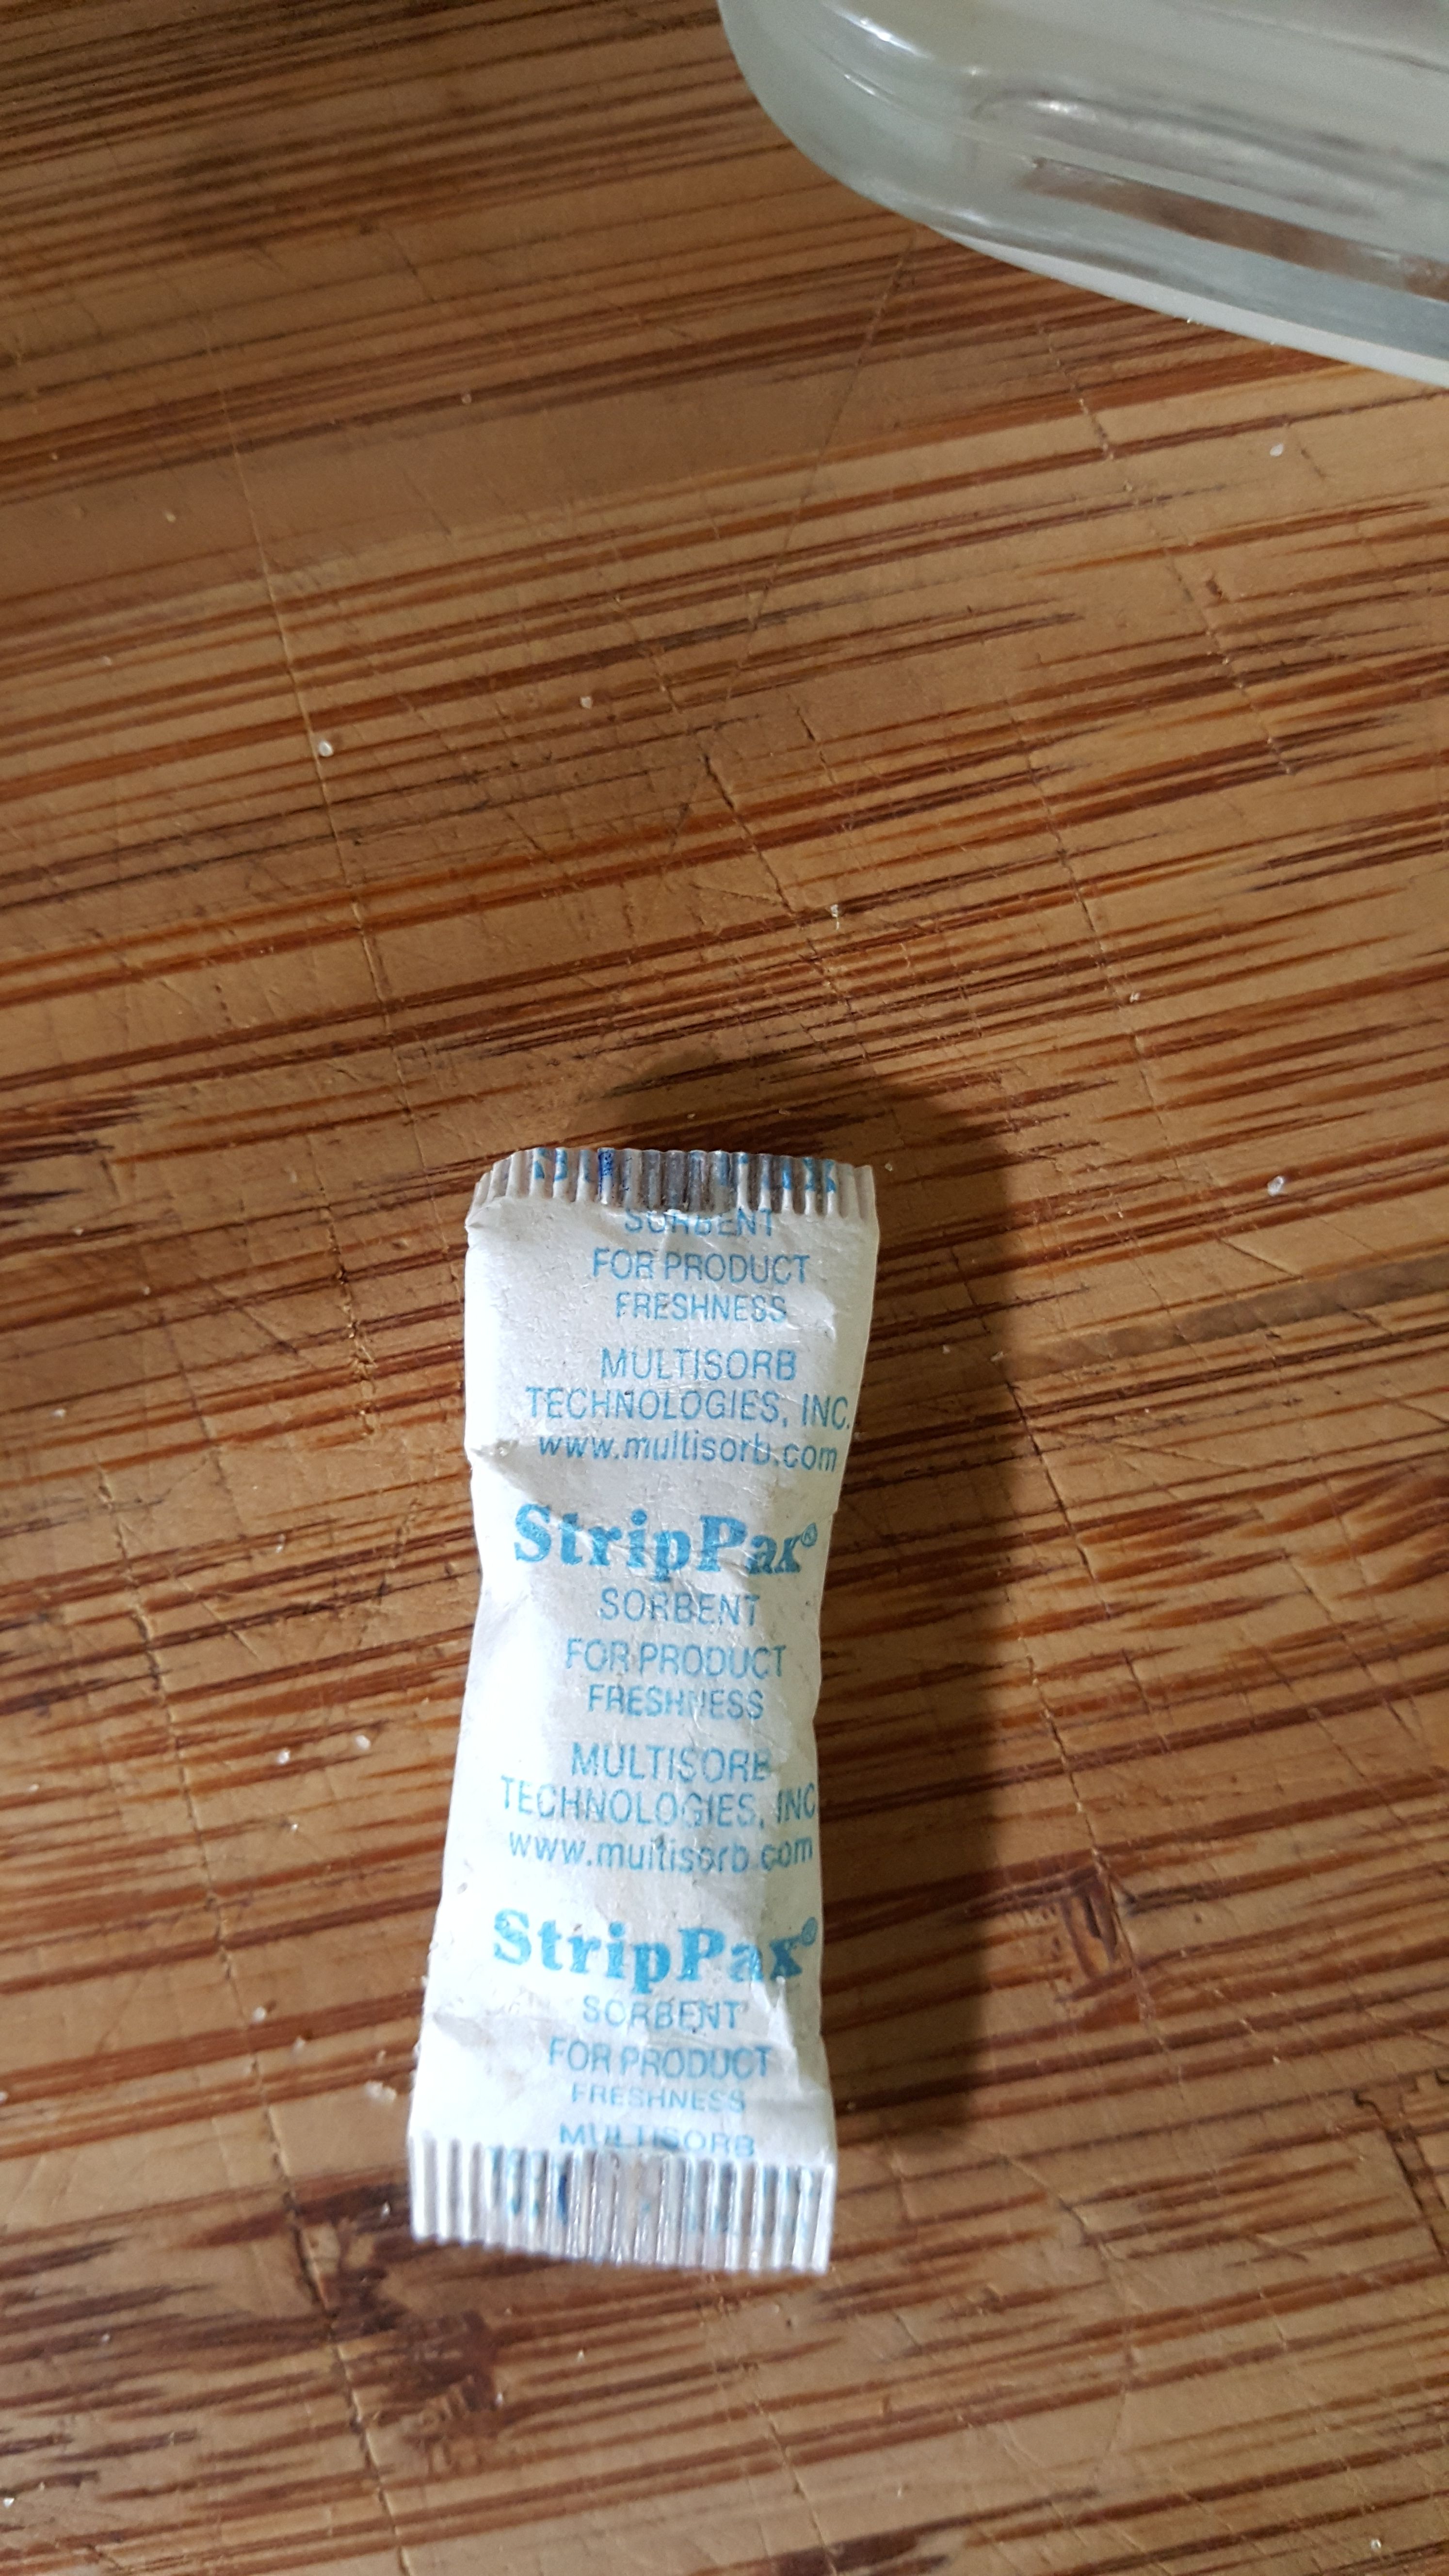 SORBENT
FOR PRODUCT
FRESHNESS
MULTISORB
TECHNOLOGIES, INC.
www.multisorb.com
StripPax®
SORBENT
FOR PRODUCT
FRESHNESS
MULTISORB
TECHNOLOGIES, INC
www.multisorb.com
StripPax®
SORBENT
FOR PRODUCT
FRESHNESS
MULTISORB